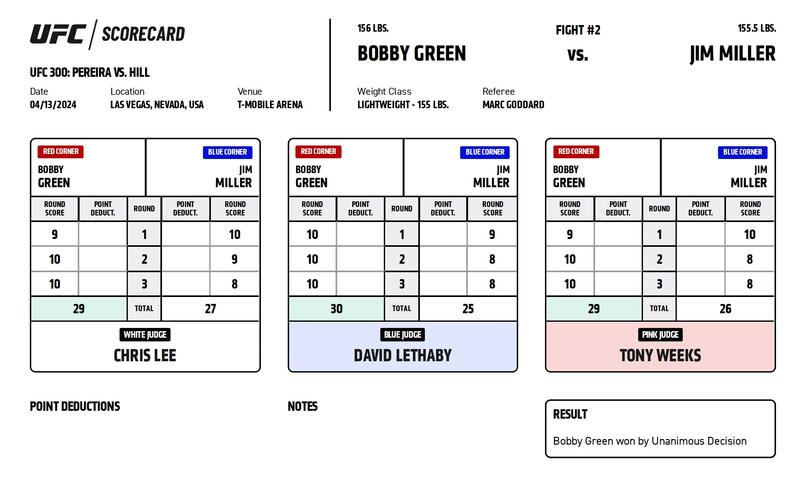 UFC / SCORECARD
UFC 300: PEREIRA VS. HILL
Date Location Venue
04/13/2024 LAS VEGAS, NEVADA, USA T-MOBILE ARENA
156 LBS. FIGHT #2 155.5 LBS.
BOBBY GREEN VS. JIM MILLER
Weight Class Referee
LIGHTWEIGHT - 155 LBS. MARC GODDARD
RED CORNER BLUE CORNER
BOBBY JIM
GREEN MILLER
ROUND SCORE POINT DEDUCT. ROUND POINT DEDUCT. ROUND SCORE
9 1 10
10 2 9
10 3 8
29 TOTAL 27
WHITE JUDGE
CHRIS LEE
RED CORNER BLUE CORNER
BOBBY JIM
GREEN MILLER
ROUND SCORE POINT DEDUCT. ROUND POINT DEDUCT. ROUND SCORE
10 1 9
10 2 8
10 3 8
30 TOTAL 25
BLUE JUDGE
DAVID LETHABY
RED CORNER BLUE CORNER
BOBBY JIM
GREEN MILLER
ROUND SCORE POINT DEDUCT. ROUND POINT DEDUCT. ROUND SCORE
9 1 10
10 2 8
10 3 8
29 TOTAL 26
PINK JUDGE
TONY WEEKS
POINT DEDUCTIONS
NOTES
RESULT
Bobby Green won by Unanimous Decision